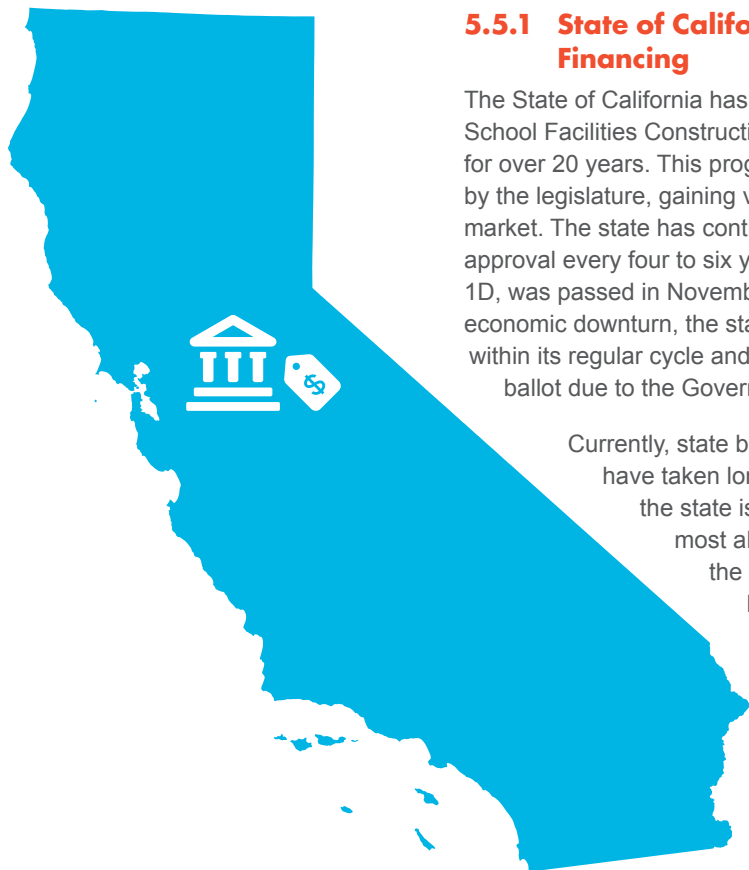 5.5.1 State of Califo
Financing
The State of California has
School Facilities Constructi
for over 20 years. This prog
by the legislature, gaining v
market. The state has cont
approval every four to six y
1D, was passed in Novemb
economic downturn, the sta
within its regular cycle and
ballot due to the Govern
Currently, state b
have taken lon
the state is
most al
the
$